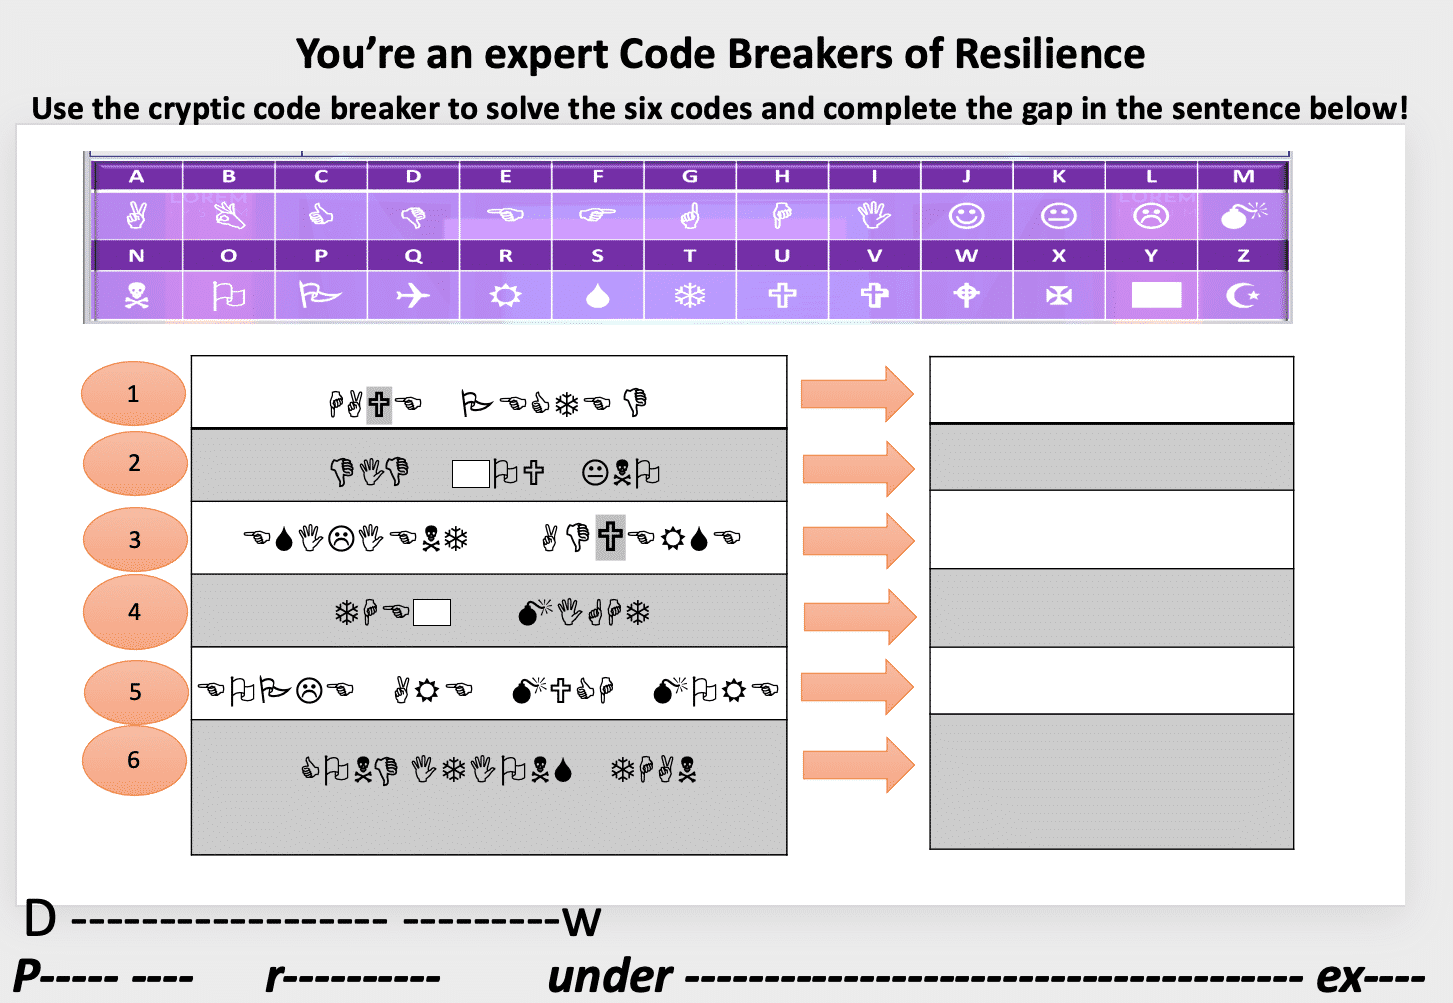 You’re an expert Code Breakers of Resilience
Use the cryptic code breaker to solve the six codes and complete the gap in the sentence below!
A B C D E F G H I J K L M
✌ 👌 👍 👎 ☜ ☞ ☝ ☟ 🖐 ☺ 😐 ☹ 💣
N O P Q R S T U V W X Y Z
☠ ⚐ 🏱 ✈ ☼ 💧 ❄ 🕆 ✞ 🕈 ✠ ☪
1 ☟✌✞☜ 🏱☜👍❄☜👎
2 👎🖐👎 ⚐🕆 😐☠⚐
3 ☜💧🖐☹🖐☜☠❄ ✌👎✞☜☼💧☜
4 ❄☟☜ 💣🖐☝☟❄
5 ☜⚐🏱☹☜ ✌☼☜ 💣🕆👍☟ 💣⚐☼☜
6 👍⚐☠👎🖐❄🖐⚐☠💧 ❄☟✌☠
D ------------------ ---------w
P----- ---- r---------- under ----------------------------------- ex----